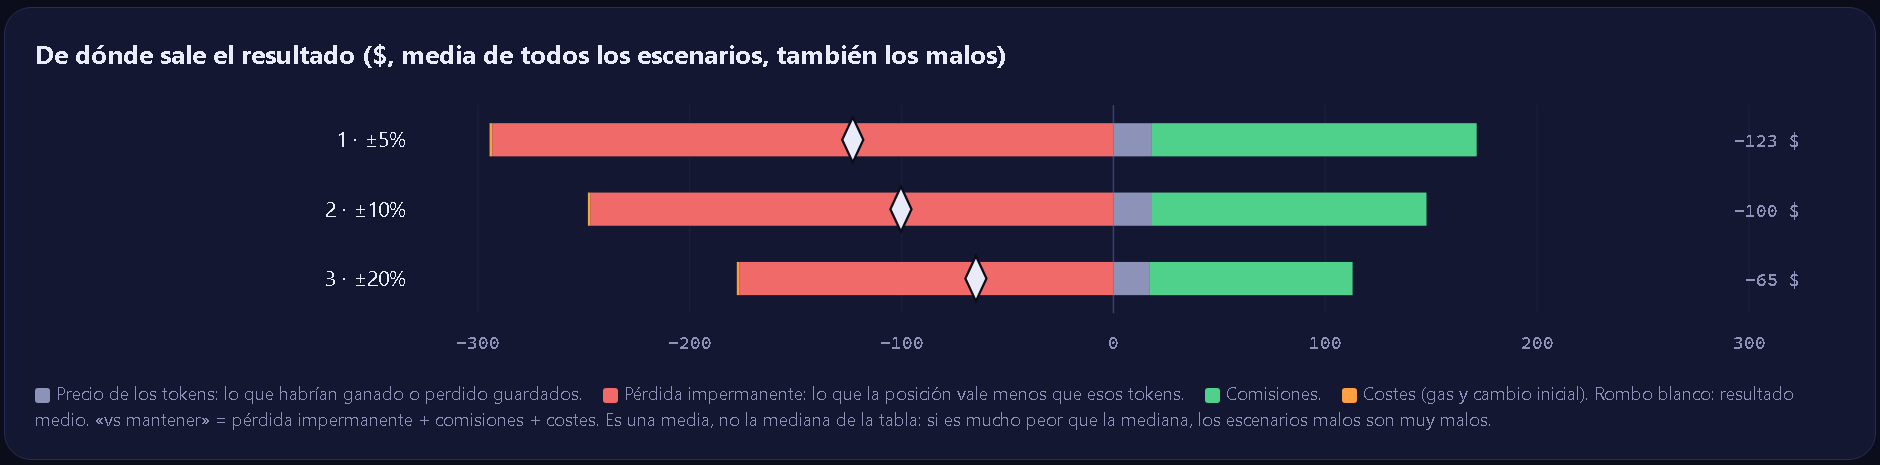 De dónde sale el resultado ($, media de todos los escenarios, también los malos)
1 · ±5%
−123 $
2 · ±10%
−100 $
3 · ±20%
−65 $
−300
−200
−100
0
100
200
300
Precio de los tokens: lo que habrían ganado o perdido guardados. Pérdida impermanente: lo que la posición vale menos que esos tokens. Comisiones. Costes (gas y cambio inicial). Rombo blanco: resultado
medio. «vs mantener» = pérdida impermanente + comisiones + costes. Es una media, no la mediana de la tabla: si es mucho peor que la mediana, los escenarios malos son muy malos.